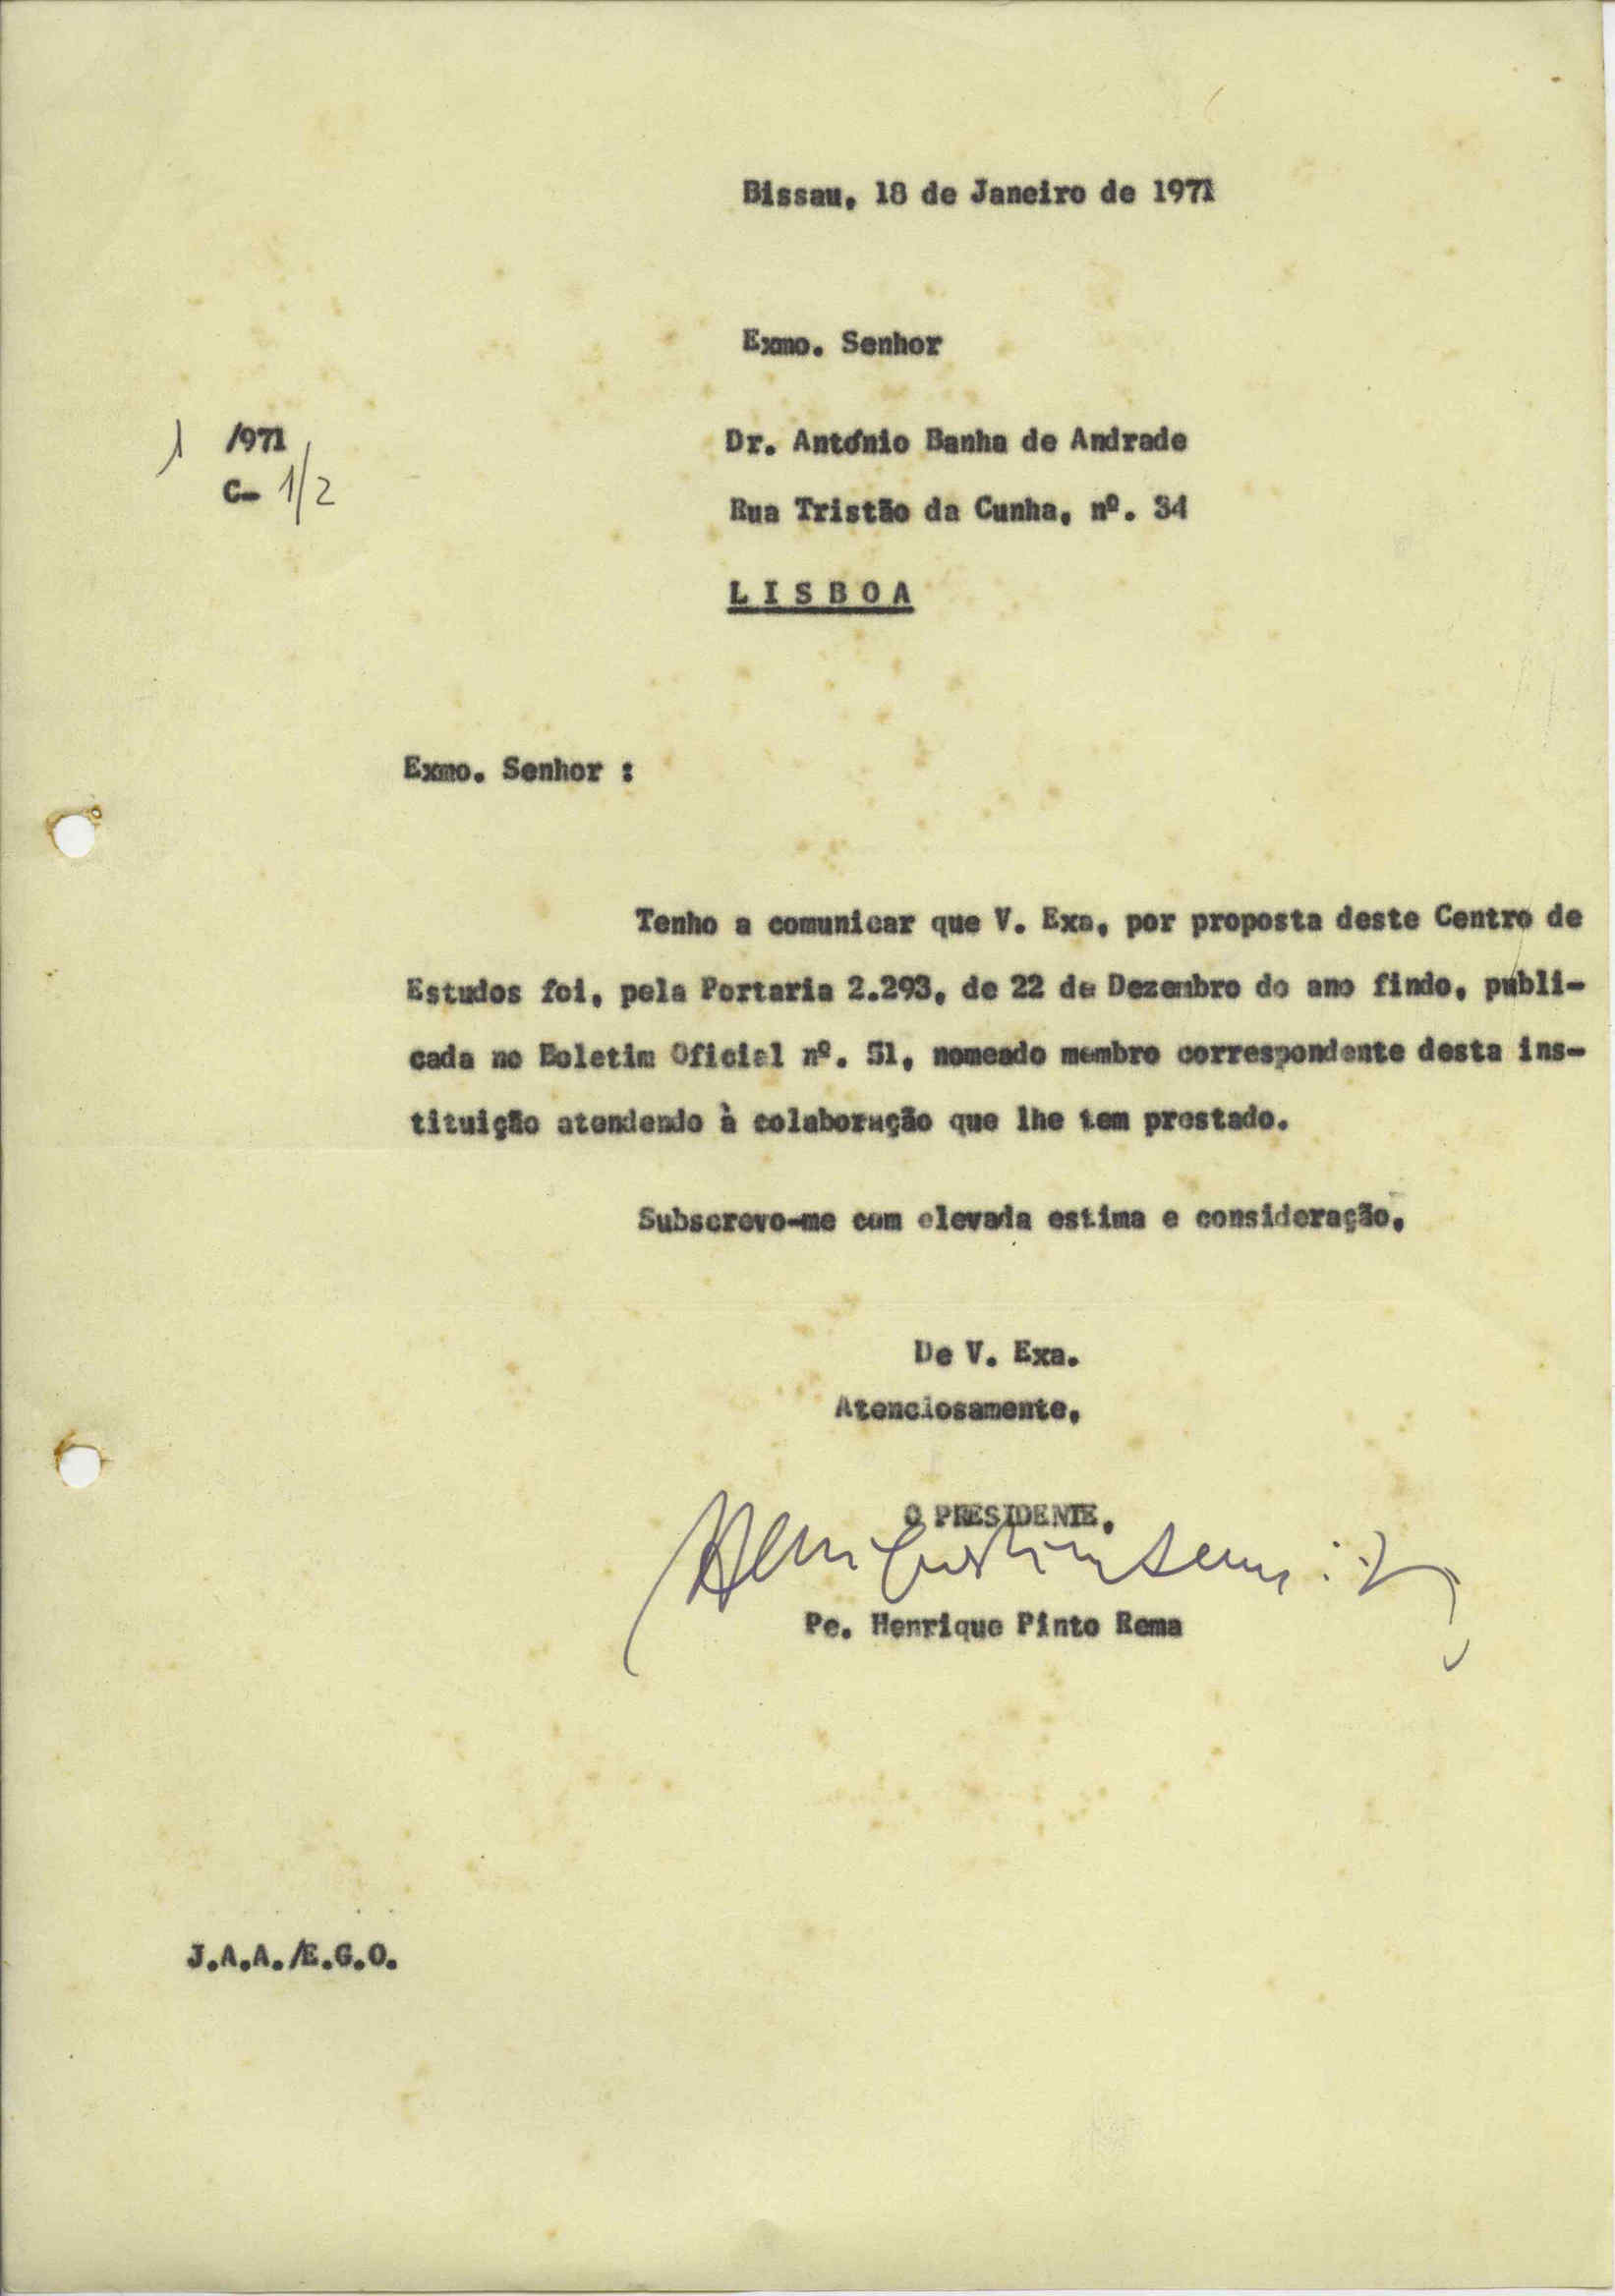 Bissau, 18 de Janeiro de 1971
Exmo. Senhor
1 /971
C- 1/2
Dr. António Banha de Andrade
Rua Tristão da Cunha, nº. 34
LISBOA
Exmo. Senhor :
Tenho a comunicar que V. Exa, por proposta deste Centro de
Estudos foi, pela Portaria 2.293, de 22 de Dezembro do ano findo, publi-
cada no Boletim Oficial nº. 51, nomeado membro correspondente desta ins-
tituição atendendo à colaboração que lhe tem prestado.
Subscrevo-me com elevada estima e consideração,
De V. Exa.
Atenciosamente,
O PRESIDENTE,
Pe. Henrique Pinto Rema
J.A.A./E.G.O.